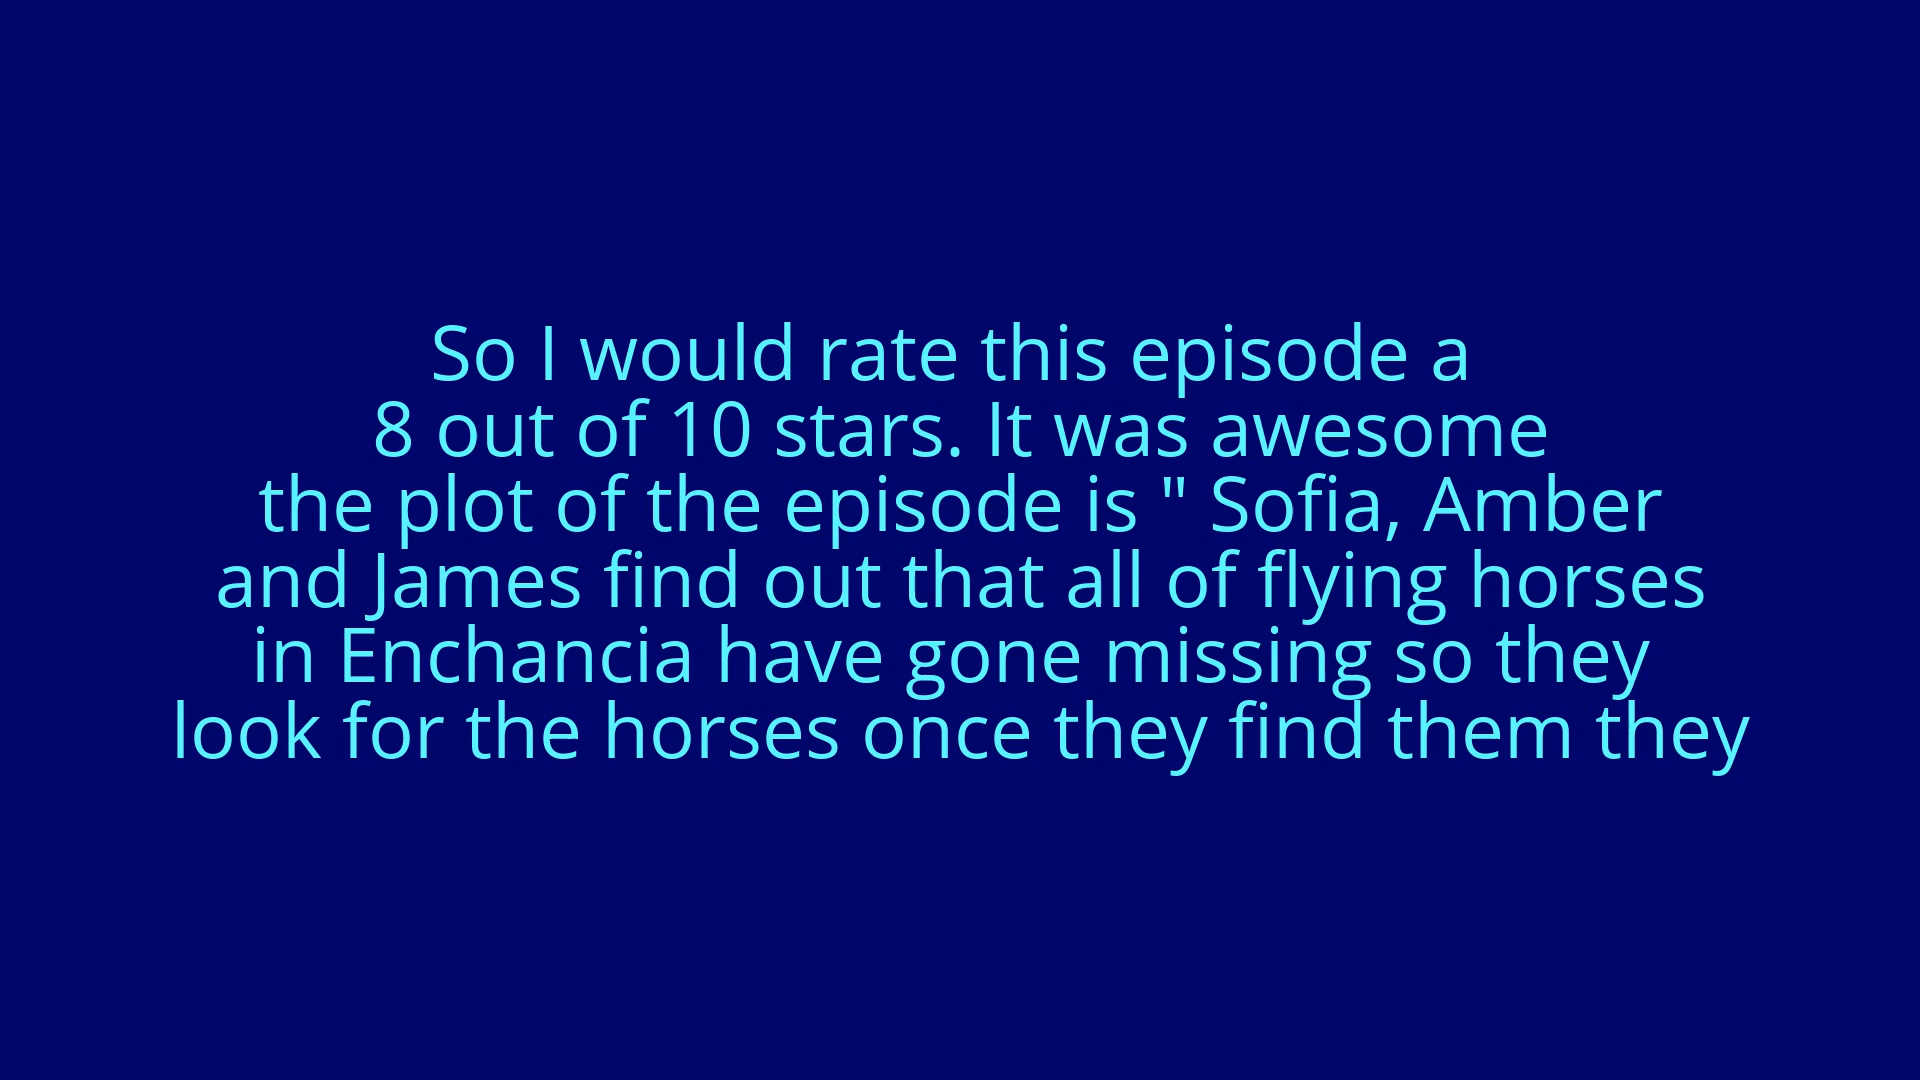 So I would rate this episode a
8 out of 10 stars. It was awesome
the plot of the episode is " Sofia, Amber
and James find out that all of flying horses
in Enchancia have gone missing so they
look for the horses once they find them they